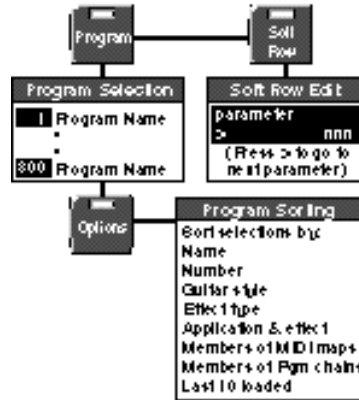 Program
Soft
Row
Program Selection
1 Program Name
800 Program Name
Soft Row Edit
parameter
> nnn
(Press > to go to
next parameter)
Options
Program Sorting
Sort selections by:
Name
Number
Guitar style
Effect type
Application & effect
Members of MIDI maps
Members of Pgm chains
Last 10 loaded